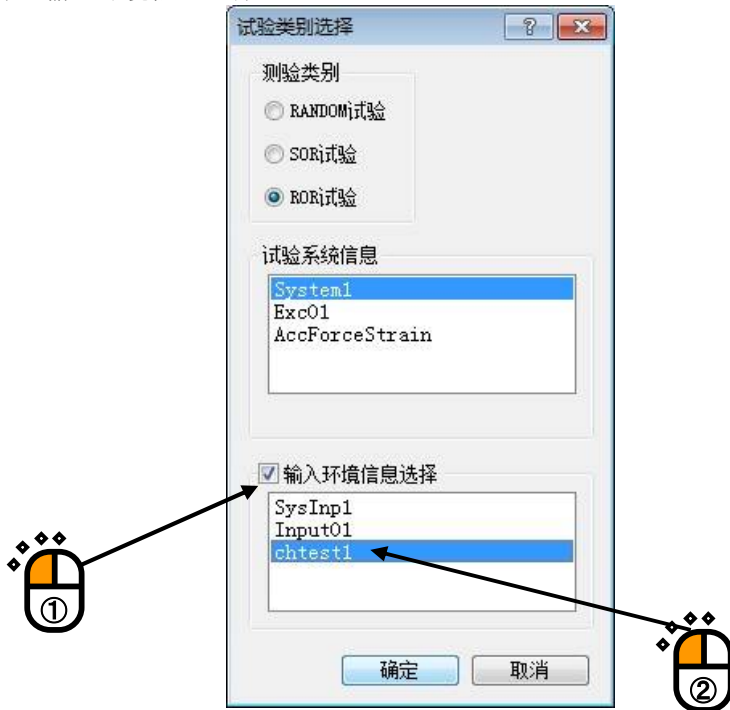 试验类别选择
测验类别
RANDOM试验
SOR试验
ROR试验
试验系统信息
System1
Exc01
AccForceStrain
输入环境信息选择
SysInp1
Input01
chtest1
①
②
确定
取消